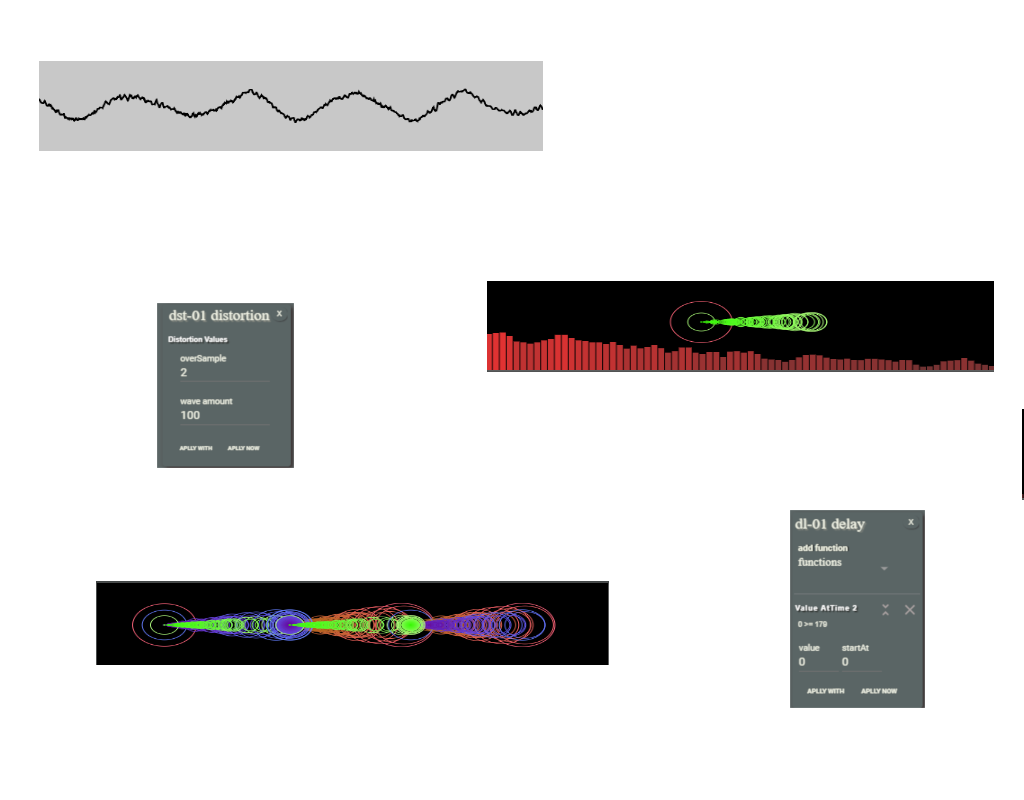 dst-01 distortion x
Distortion Values
overSample
2
wave amount
100
APLLY WITH APLLY NOW
dl-01 delay x
add function
functions
Value AtTime 2
0 >= 179
value startAt
0 0
APLLY WITH APLLY NOW